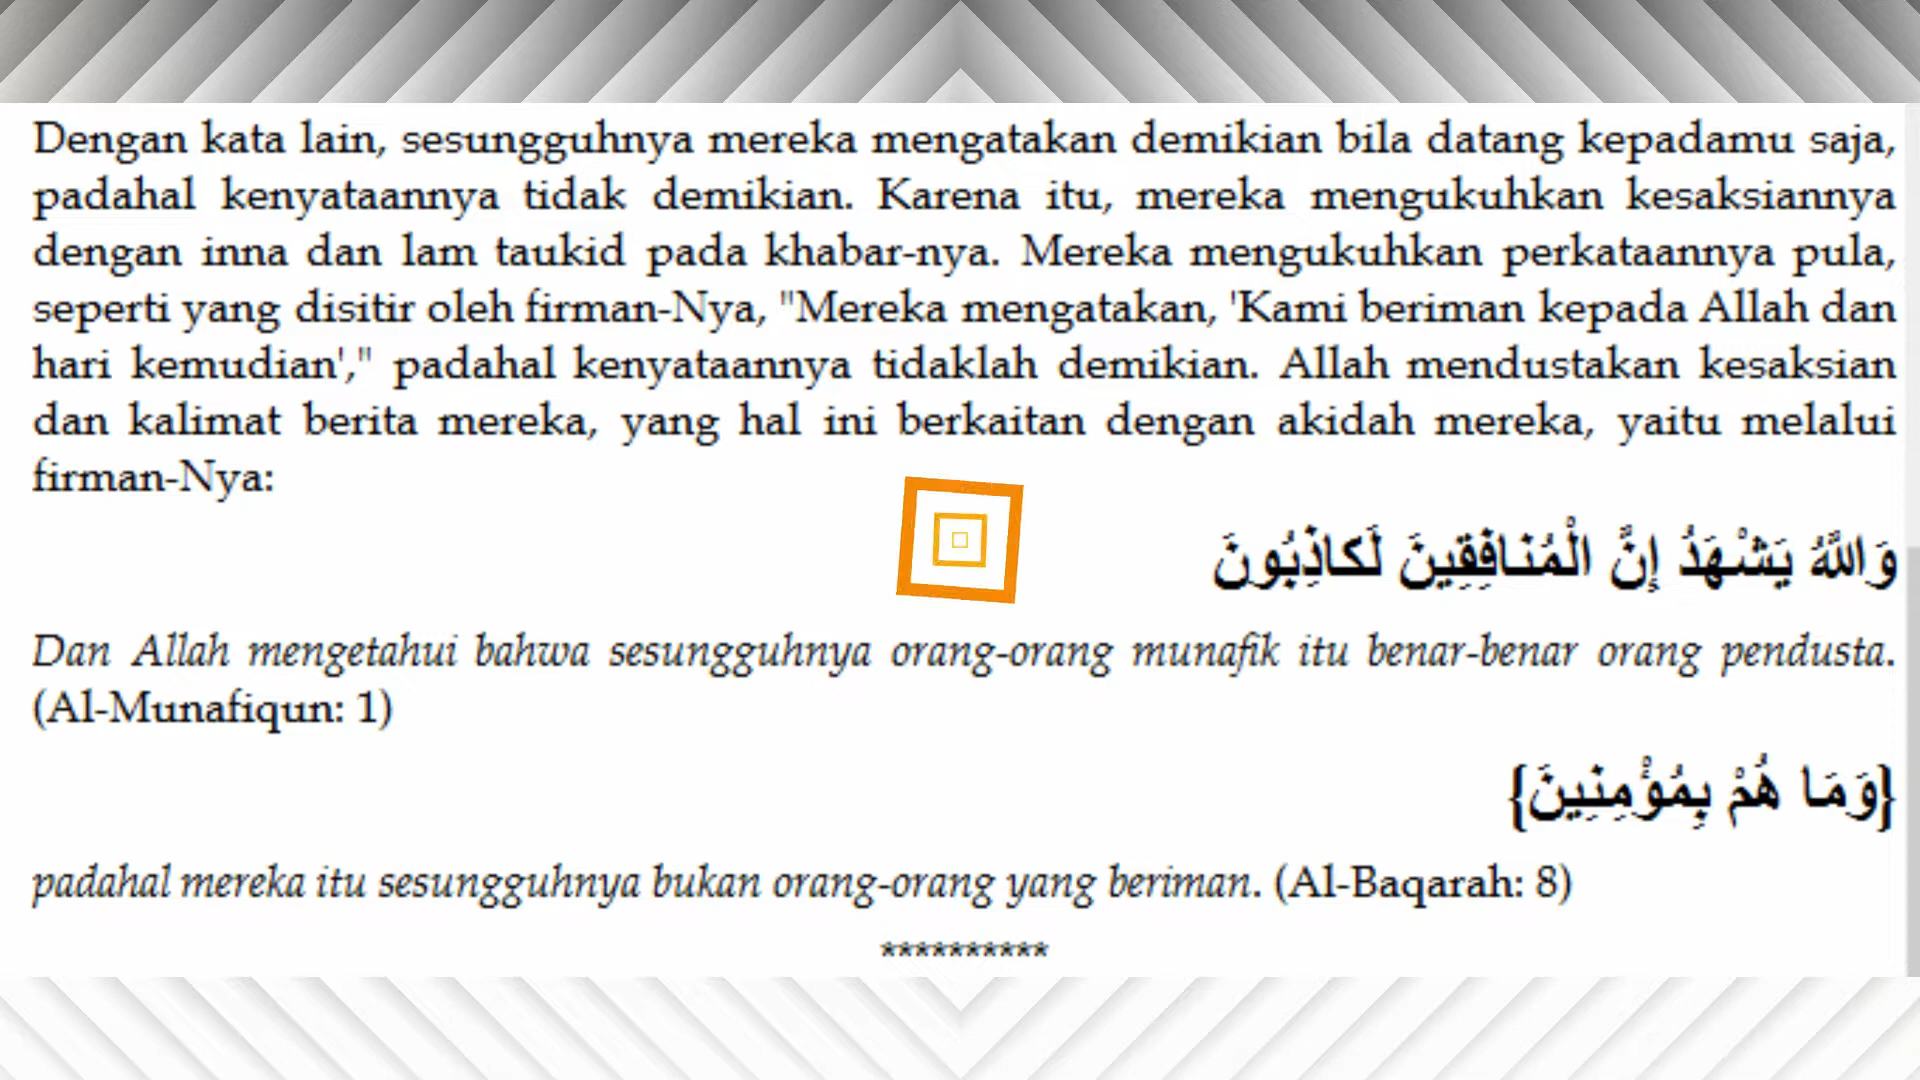 Dengan kata lain, sesungguhnya mereka mengatakan demikian bila datang kepadamu saja,
padahal kenyataannya tidak demikian. Karena itu, mereka mengukuhkan kesaksiannya
dengan inna dan lam taukid pada khabar-nya. Mereka mengukuhkan perkataannya pula,
seperti yang disitir oleh firman-Nya, "Mereka mengatakan, 'Kami beriman kepada Allah dan
hari kemudian'," padahal kenyataannya tidaklah demikian. Allah mendustakan kesaksian
dan kalimat berita mereka, yang hal ini berkaitan dengan akidah mereka, yaitu melalui
firman-Nya:
وَاللَّهُ يَشْهَدُ إِنَّ الْمُنَافِقِينَ لَكاذِبُونَ
Dan Allah mengetahui bahwa sesungguhnya orang-orang munafik itu benar-benar orang pendusta.
(Al-Munafiqun: 1)
{وَمَا هُمْ بِمُؤْمِنِينَ}
padahal mereka itu sesungguhnya bukan orang-orang yang beriman. (Al-Baqarah: 8)
**********